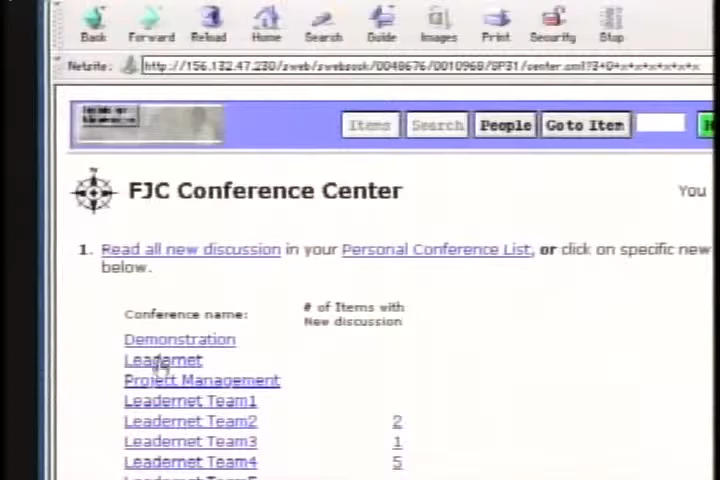 Back Forward Reload Home Search Guide Images Print Security Stop
Netsite:
Items Search People Goto Item
FJC Conference Center You
1. Read all new discussion in your Personal Conference List, or click on specific new
below.
Conference name: # of Items with
New discussion
Demonstration
Leadernet
Project Management
Leadernet Team1
Leadernet Team2 2
Leadernet Team3 1
Leadernet Team4 5